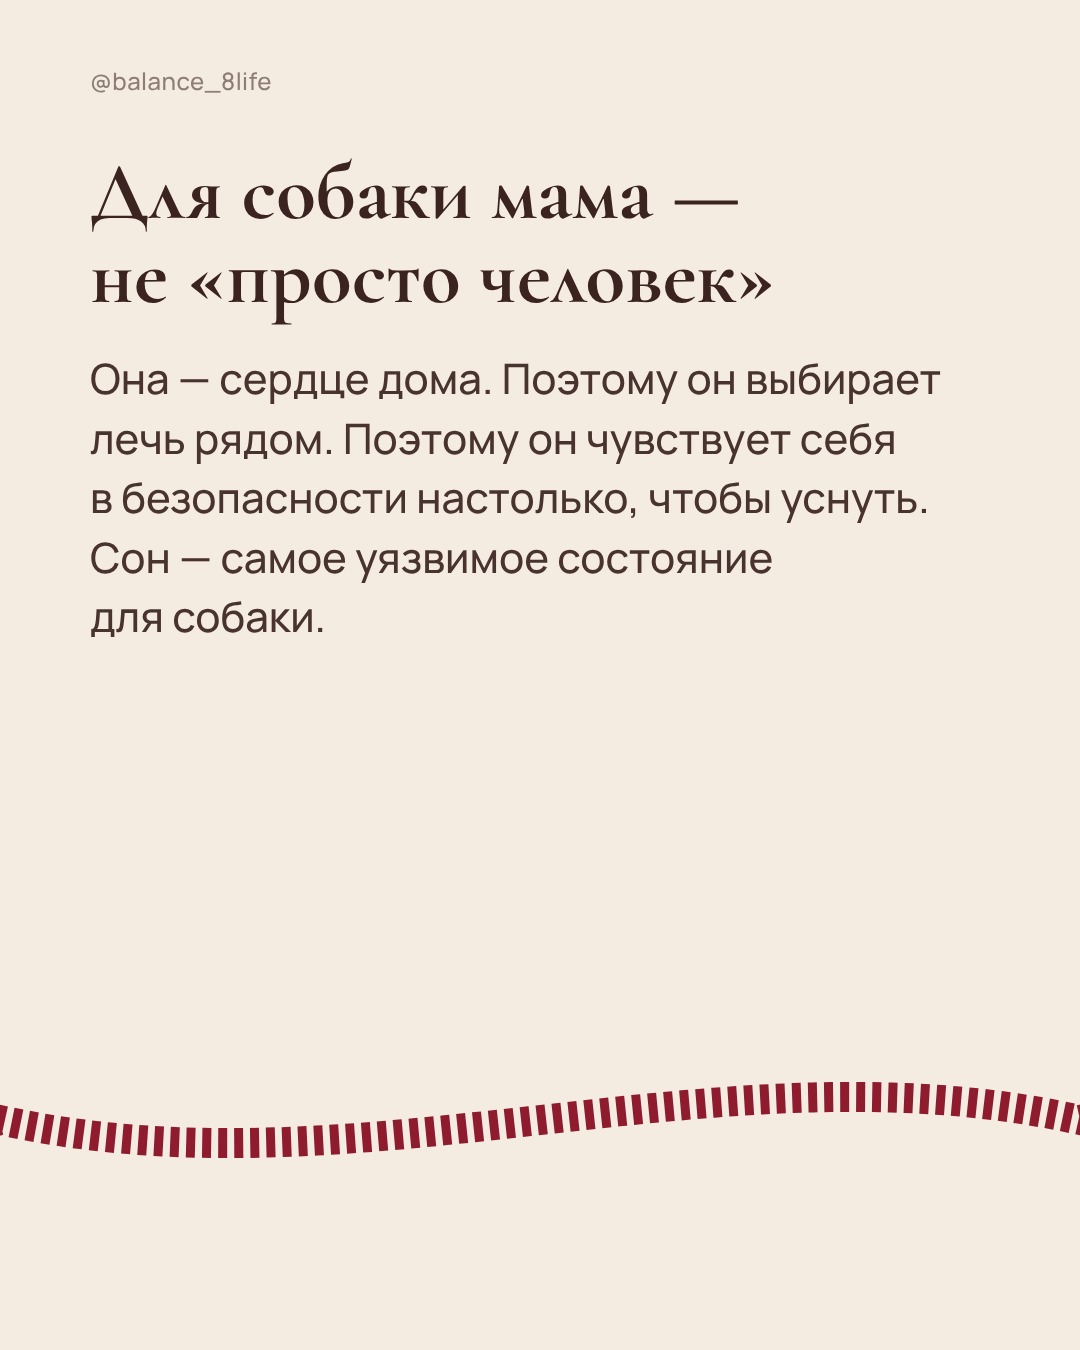 @balance_8life
Для собаки мама —
не «просто человек»
Она — сердце дома. Поэтому он выбирает
лечь рядом. Поэтому он чувствует себя
в безопасности настолько, чтобы уснуть.
Сон — самое уязвимое состояние
для собаки.